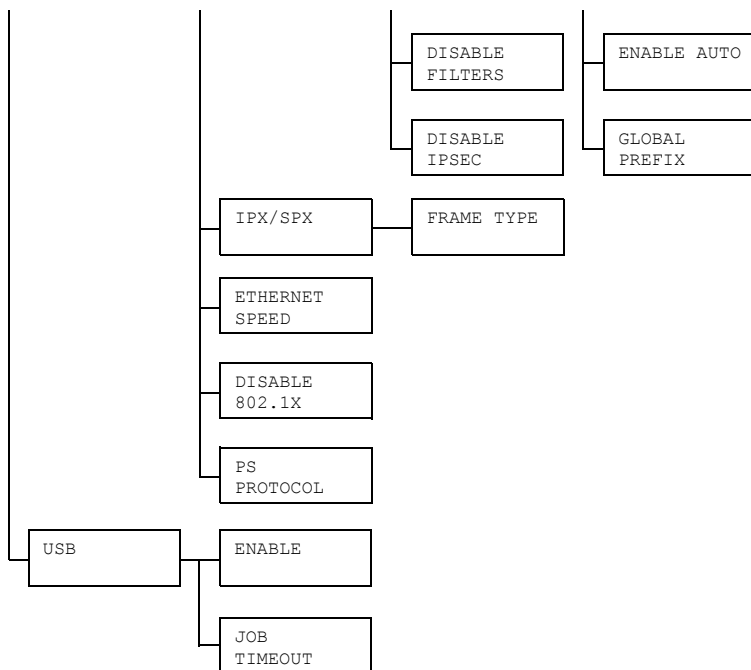 DISABLE
FILTERS
ENABLE AUTO
DISABLE
IPSEC
GLOBAL
PREFIX
IPX/SPX
FRAME TYPE
ETHERNET
SPEED
DISABLE
802.1X
PS
PROTOCOL
USB
ENABLE
JOB
TIMEOUT